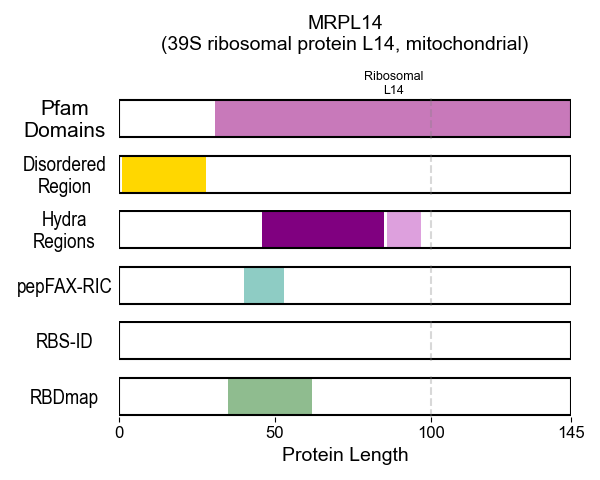 MRPL14
(39S ribosomal protein L14, mitochondrial)
Ribosomal
L14
Pfam
Domains
Disordered
Region
Hydra
Regions
pepFAX-RIC
RBS-ID
RBDmap
0 50 100 145
Protein Length